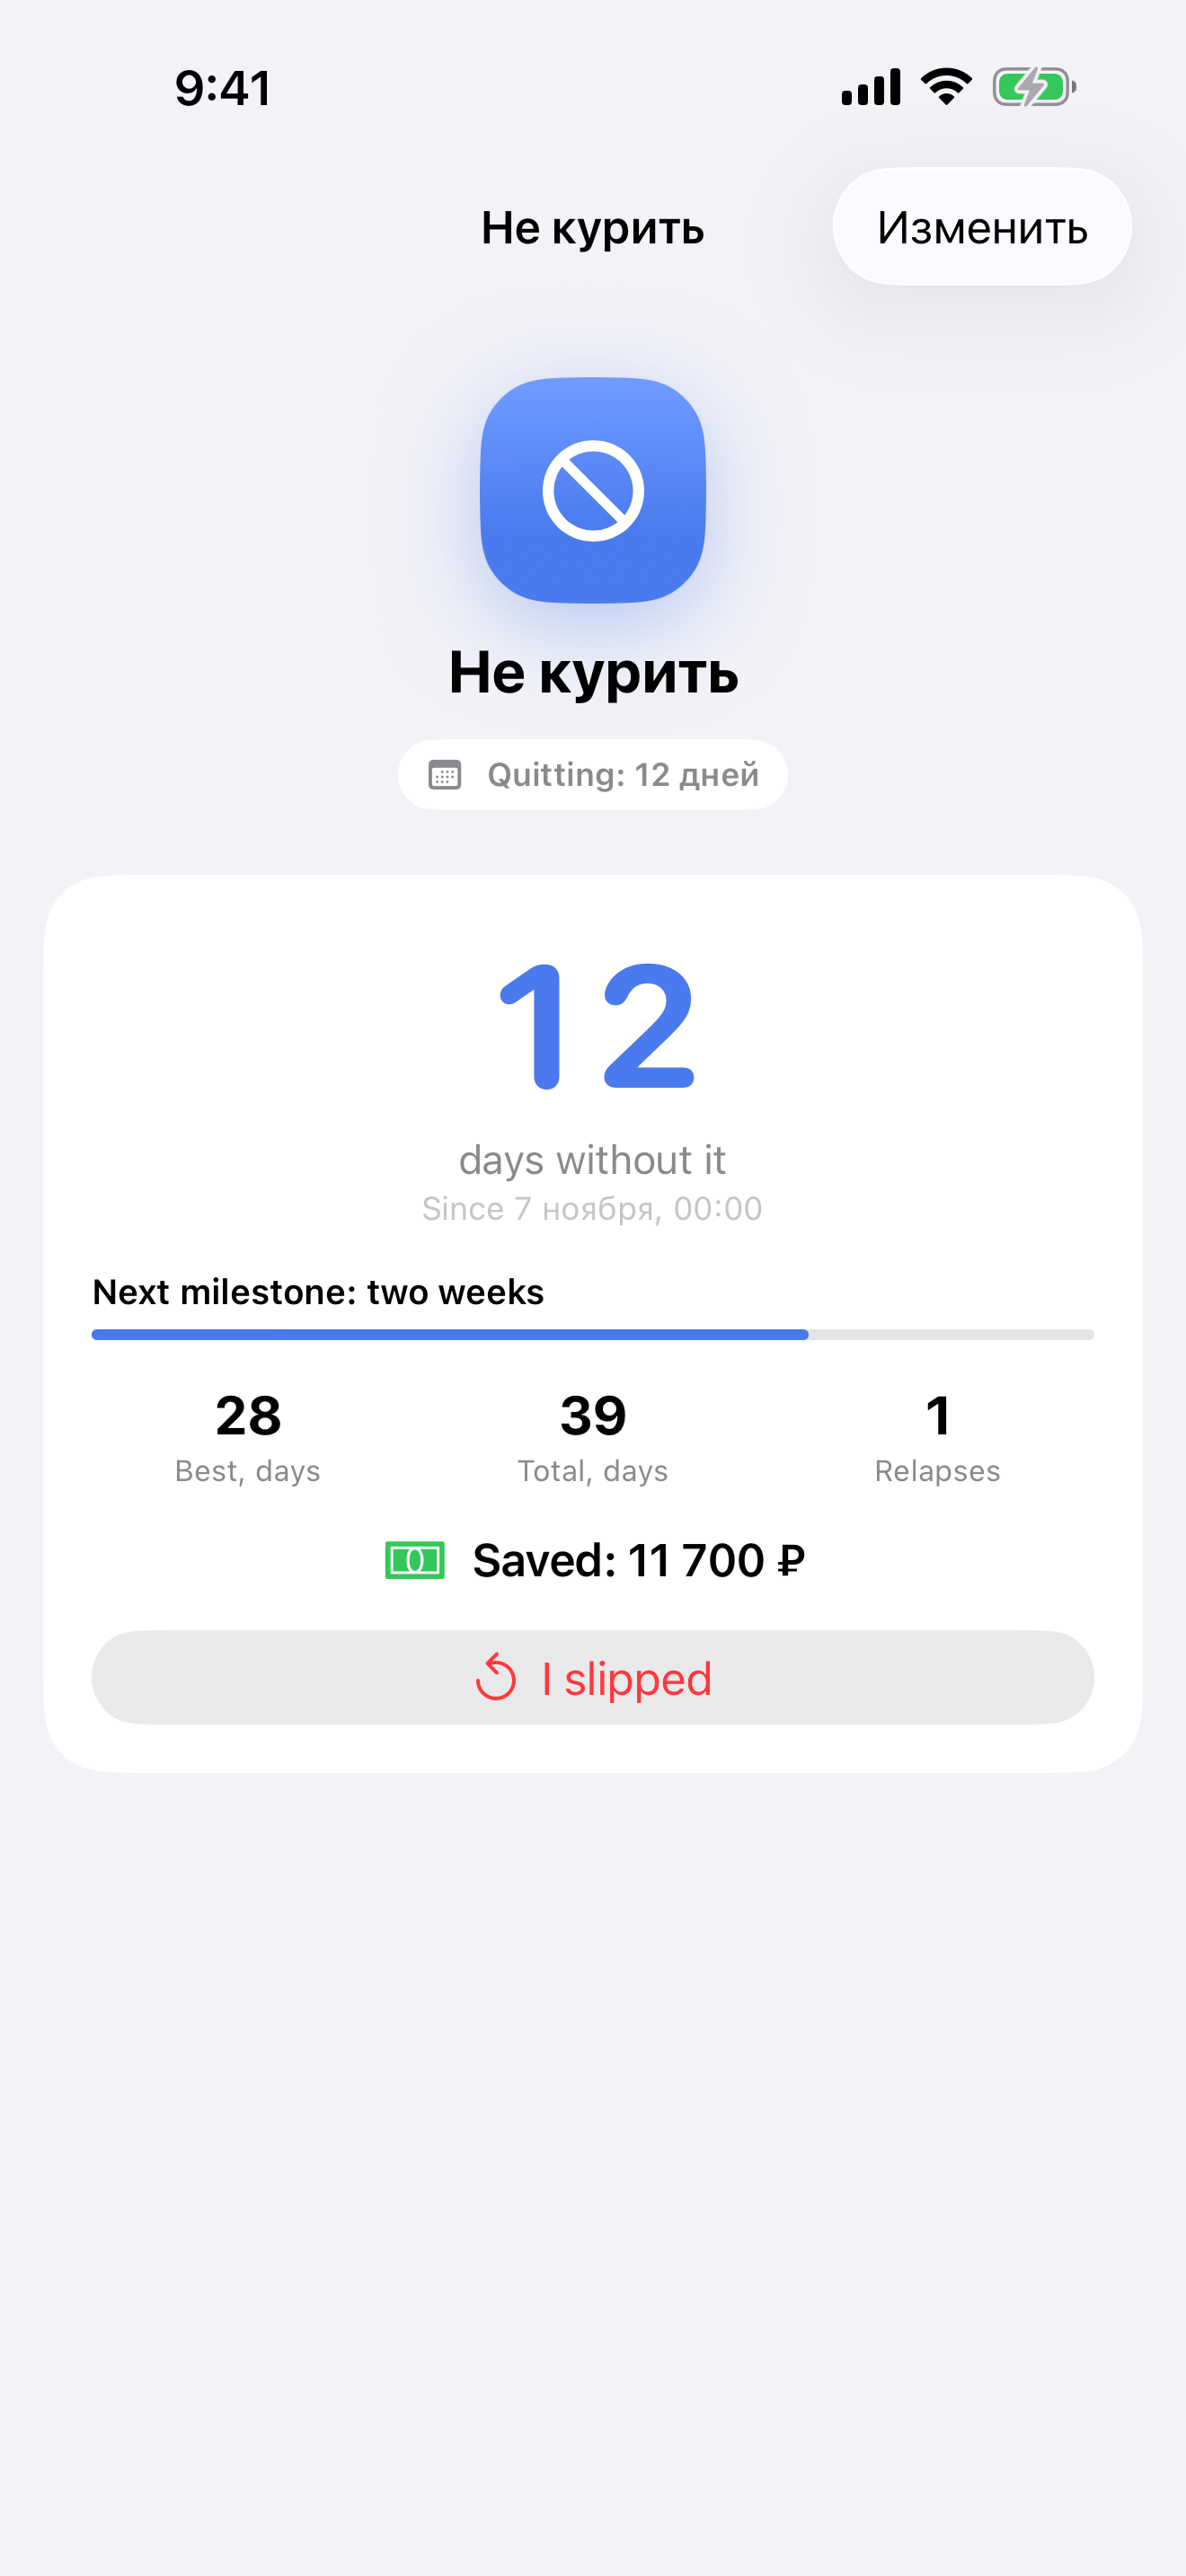 9:41
Не курить
Изменить
Не курить
Quitting: 12 дней
12
days without it
Since 7 ноября, 00:00
Next milestone: two weeks
28 39 1
Best, days Total, days Relapses
Saved: 11 700 ₽
I slipped